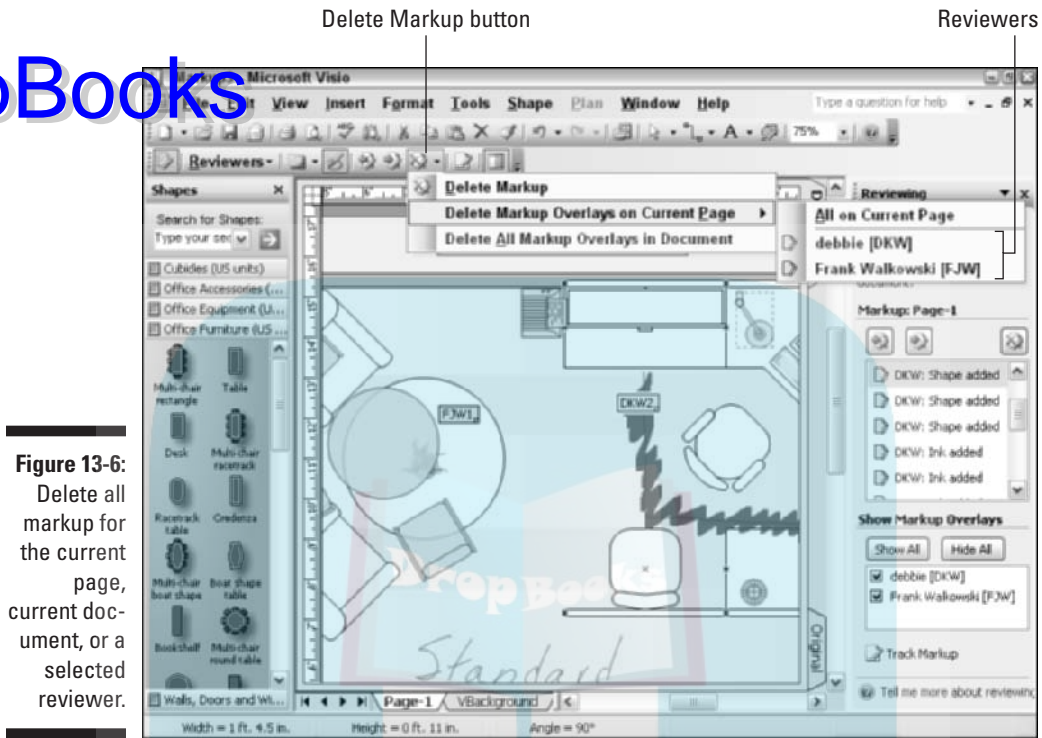 Delete Markup button
Reviewers
pBooks
Markups - Microsoft Visio
File Edit View Insert Format Tools Shape Plan Window Help
Type a question for help
75%
Reviewers
Shapes
Search for Shapes:
Type your sea
Cubicles (US units)
Office Accessories (...
Office Equipment (U...
Office Furniture (US ...
Multi-chair rectangle
Table
Desk
Multi-chair racetrack
Racetrack table
Credenza
Multi-chair boat shape
Boat shape table
Bookshelf
Multi-chair round table
Walls, Doors and Wi...
Delete Markup
Delete Markup Overlays on Current Page
Delete All Markup Overlays in Document
All on Current Page
debbie [DKW]
Frank Walkowski [FJW]
Reviewing
document.
Markup: Page-1
DKW: Shape added
DKW: Shape added
DKW: Shape added
DKW: Ink added
DKW: Ink added
Show Markup Overlays
Show All
Hide All
debbie [DKW]
Frank Walkowski [FJW]
Track Markup
Tell me more about reviewing
FJW1
DKW2
DropBooks
Standard
Original
Page-1
VBackground
Width = 1 ft. 4.5 in.
Height = 0 ft. 11 in.
Angle = 90°
Figure 13-6:
Delete all
markup for
the current
page,
current doc-
ument, or a
selected
reviewer.